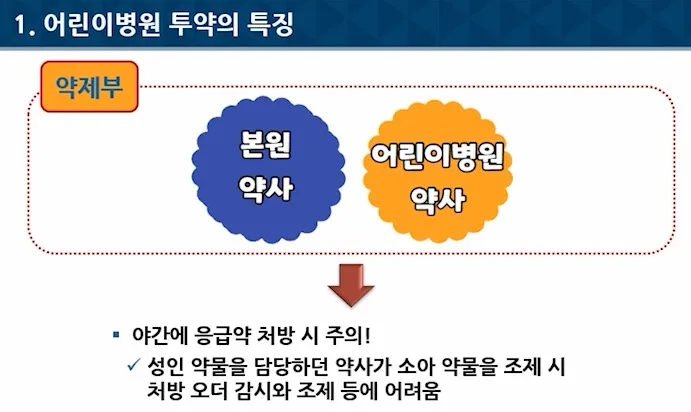 1. 어린이병원 투약의 특징
약제부
본원
약사
어린이병원
약사
▪ 야간에 응급약 처방 시 주의!
✓ 성인 약물을 담당하던 약사가 소아 약물을 조제 시
처방 오더 감시와 조제 등에 어려움